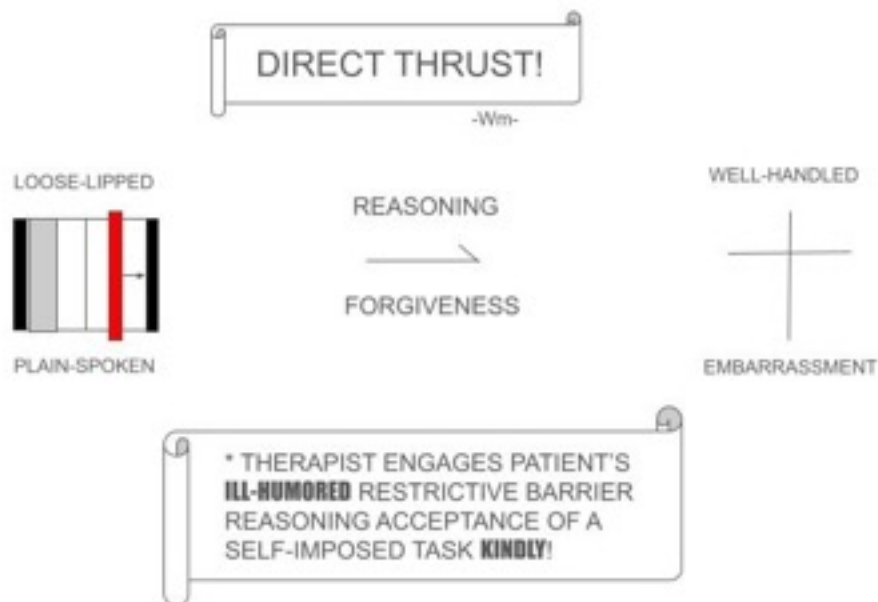 DIRECT THRUST!
-Wm-
LOOSE-LIPPED
PLAIN-SPOKEN
REASONING
FORGIVENESS
WELL-HANDLED
EMBARRASSMENT
* THERAPIST ENGAGES PATIENT'S
ILL-HUMORED RESTRICTIVE BARRIER
REASONING ACCEPTANCE OF A
SELF-IMPOSED TASK KINDLY!